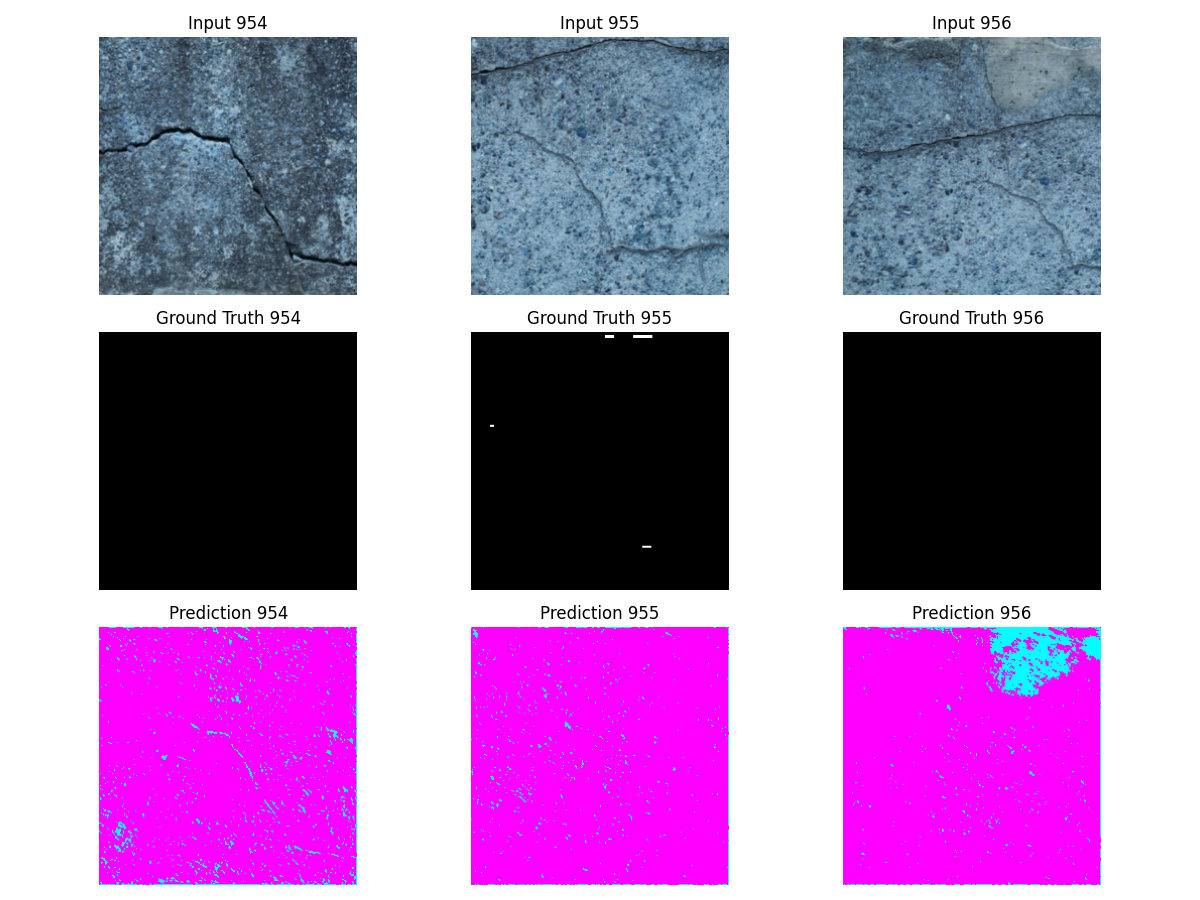 Input 954
Input 955
Input 956
Ground Truth 954
Ground Truth 955
Ground Truth 956
Prediction 954
Prediction 955
Prediction 956